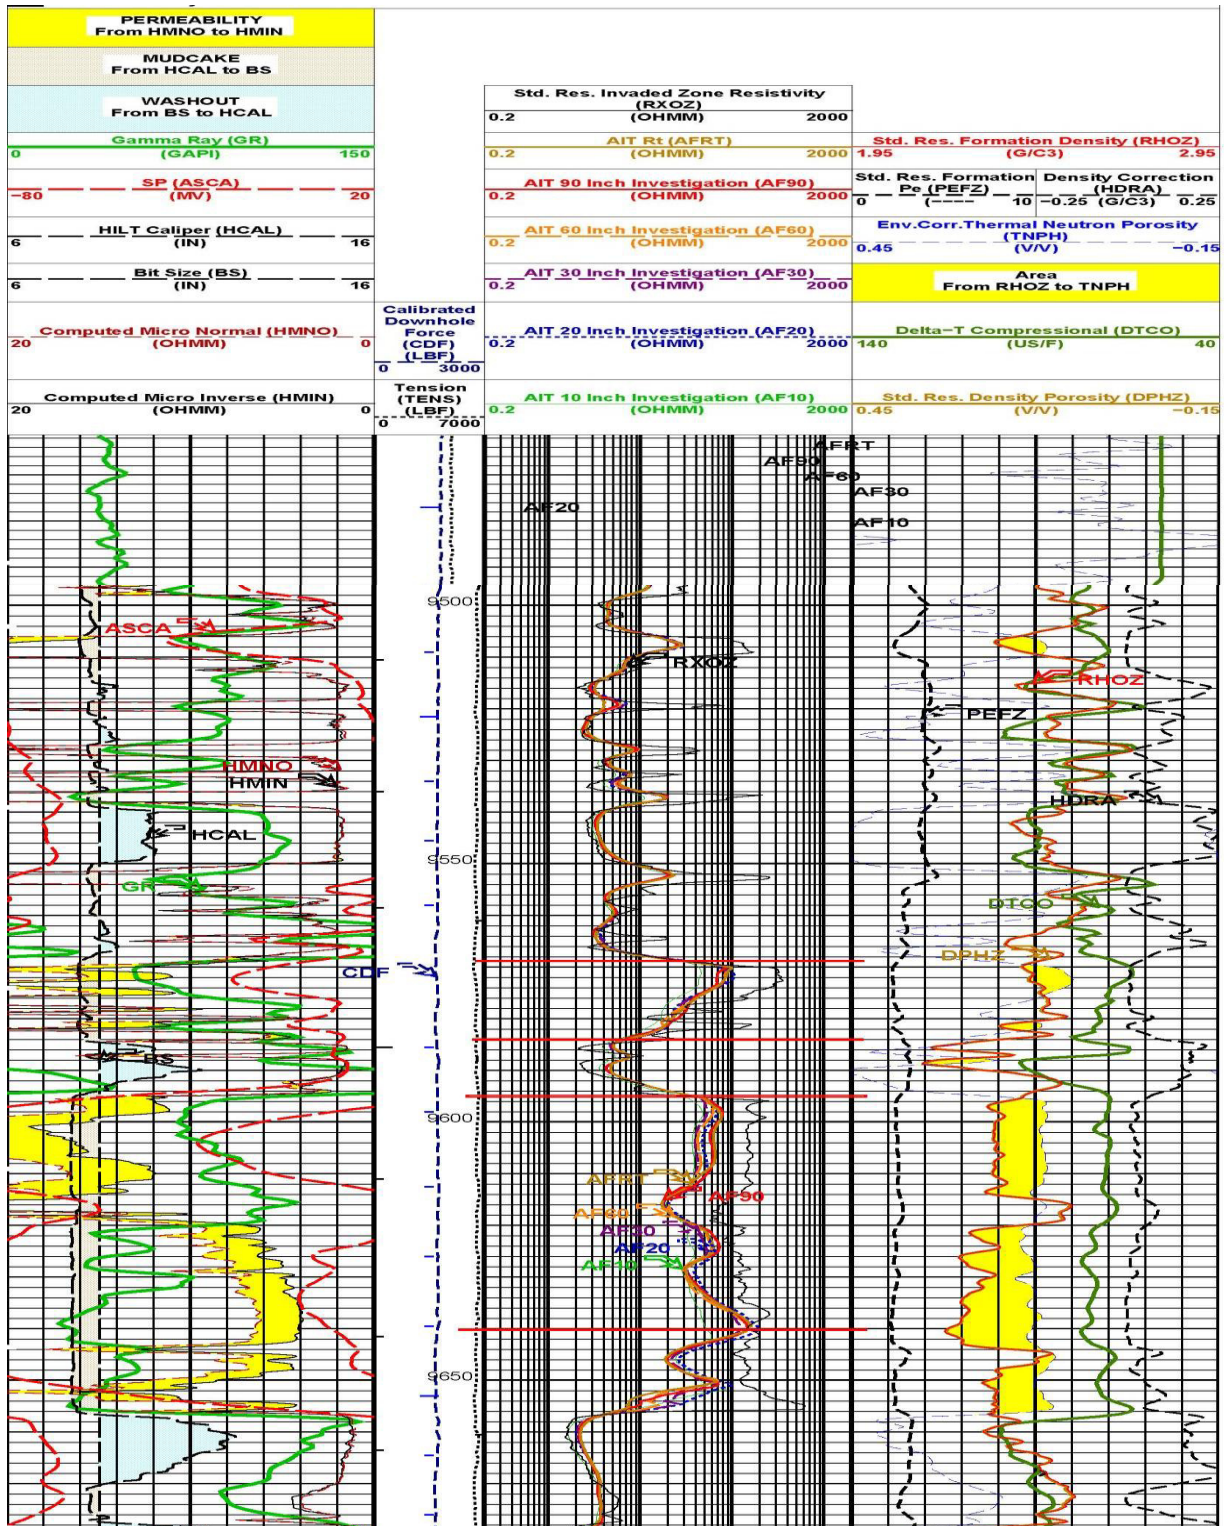 PERMEABILITY
From HMNO to HMIN
MUDCAKE
From HCAL to BS
WASHOUT
From BS to HCAL
Gamma Ray (GR)
0 (GAPI) 150
SP (ASCA)
-80 (MV) 20
HILT Caliper (HCAL)
6 (IN) 16
Bit Size (BS)
6 (IN) 16
Computed Micro Normal (HMNO)
20 (OHMM) 0
Computed Micro Inverse (HMIN)
20 (OHMM) 0
Calibrated
Downhole
Force
(CDF)
(LBF)
0 3000
Tension
(TENS)
(LBF)
0 7000
Std. Res. Invaded Zone Resistivity
(RXOZ)
0.2 (OHMM) 2000
AIT Rt (AFRT)
0.2 (OHMM) 2000
AIT 90 Inch Investigation (AF90)
0.2 (OHMM) 2000
AIT 60 Inch Investigation (AF60)
0.2 (OHMM) 2000
AIT 30 Inch Investigation (AF30)
0.2 (OHMM) 2000
AIT 20 Inch Investigation (AF20)
0.2 (OHMM) 2000
AIT 10 Inch Investigation (AF10)
0.2 (OHMM) 2000
Std. Res. Formation Density (RHOZ)
1.95 (G/C3) 2.95
Std. Res. Formation
Pe (PEFZ)
0 (---- 10
Density Correction
(HDRA)
-0.25 (G/C3) 0.25
Env.Corr.Thermal Neutron Porosity
(TNPH)
0.45 (V/V) -0.15
Area
From RHOZ to TNPH
Delta-T Compressional (DTCO)
140 (US/F) 40
Std. Res. Density Porosity (DPHZ)
0.45 (V/V) -0.15
AFRT
AF90
AF60
AF30
AF20
AF10
9500
ASCA
RXOZ
RHOZ
PEFZ
HMNO
HMIN
HDRA
HCAL
9550
GR
DTCO
DPHZ
CDF
BS
9600
AFRT
AF90
AF60
AF30
AF20
AF10
9650